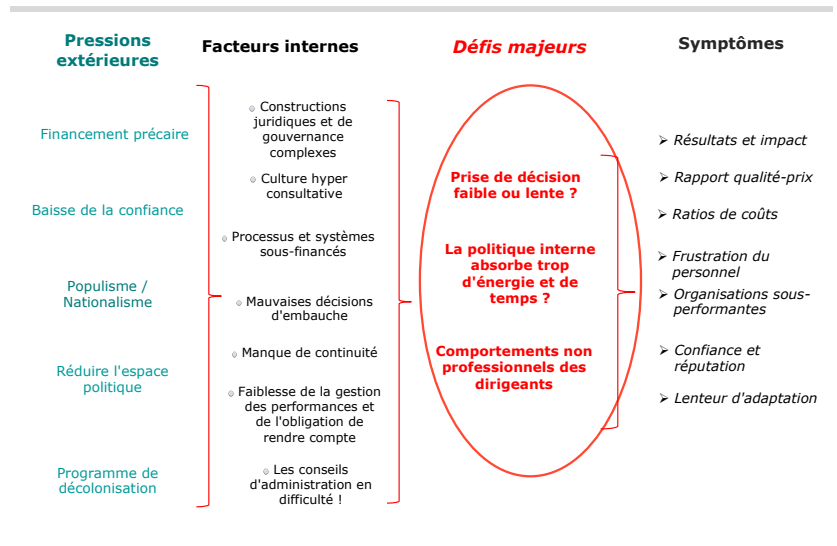 Pressions
extérieures
Facteurs internes
Défis majeurs
Symptômes
Financement précaire
Baisse de la confiance
Populisme /
Nationalisme
Réduire l'espace
politique
Programme de
décolonisation
Constructions
juridiques et de
gouvernance
complexes
Culture hyper
consultative
Processus et systèmes
sous-financés
Mauvaises décisions
d'embauche
Manque de continuité
Faiblesse de la gestion
des performances et
de l'obligation de
rendre compte
Les conseils
d'administration en
difficulté !
Prise de décision
faible ou lente ?
La politique interne
absorbe trop
d'énergie et de
temps ?
Comportements non
professionnels des
dirigeants
➢ Résultats et impact
➢ Rapport qualité-prix
➢ Ratios de coûts
➢ Frustration du
personnel
➢ Organisations sous-
performantes
➢ Confiance et
réputation
➢ Lenteur d'adaptation